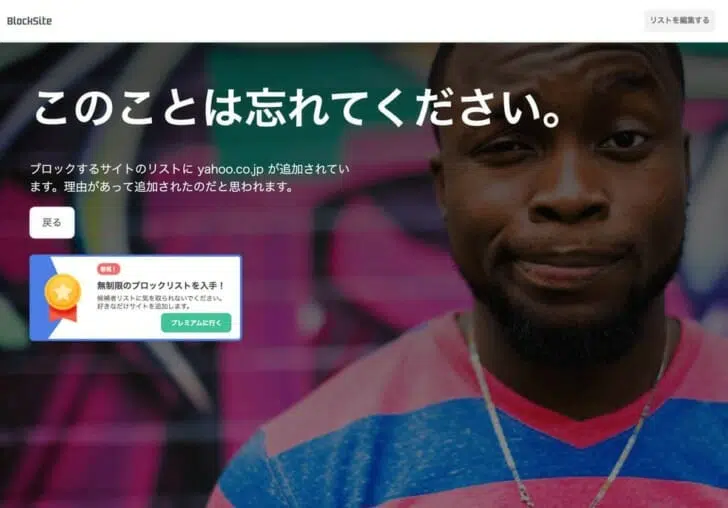 BlockSite
リストを編集する
このことは忘れてください。
ブロックするサイトのリストに yahoo.co.jp が追加されてい
ます。理由があって追加されたのだと思われます。
戻る
無制限のブロックリストを入手！
候補者リストに気を取られないでください。
好きなだけサイトを追加します。
プレミアムに行く